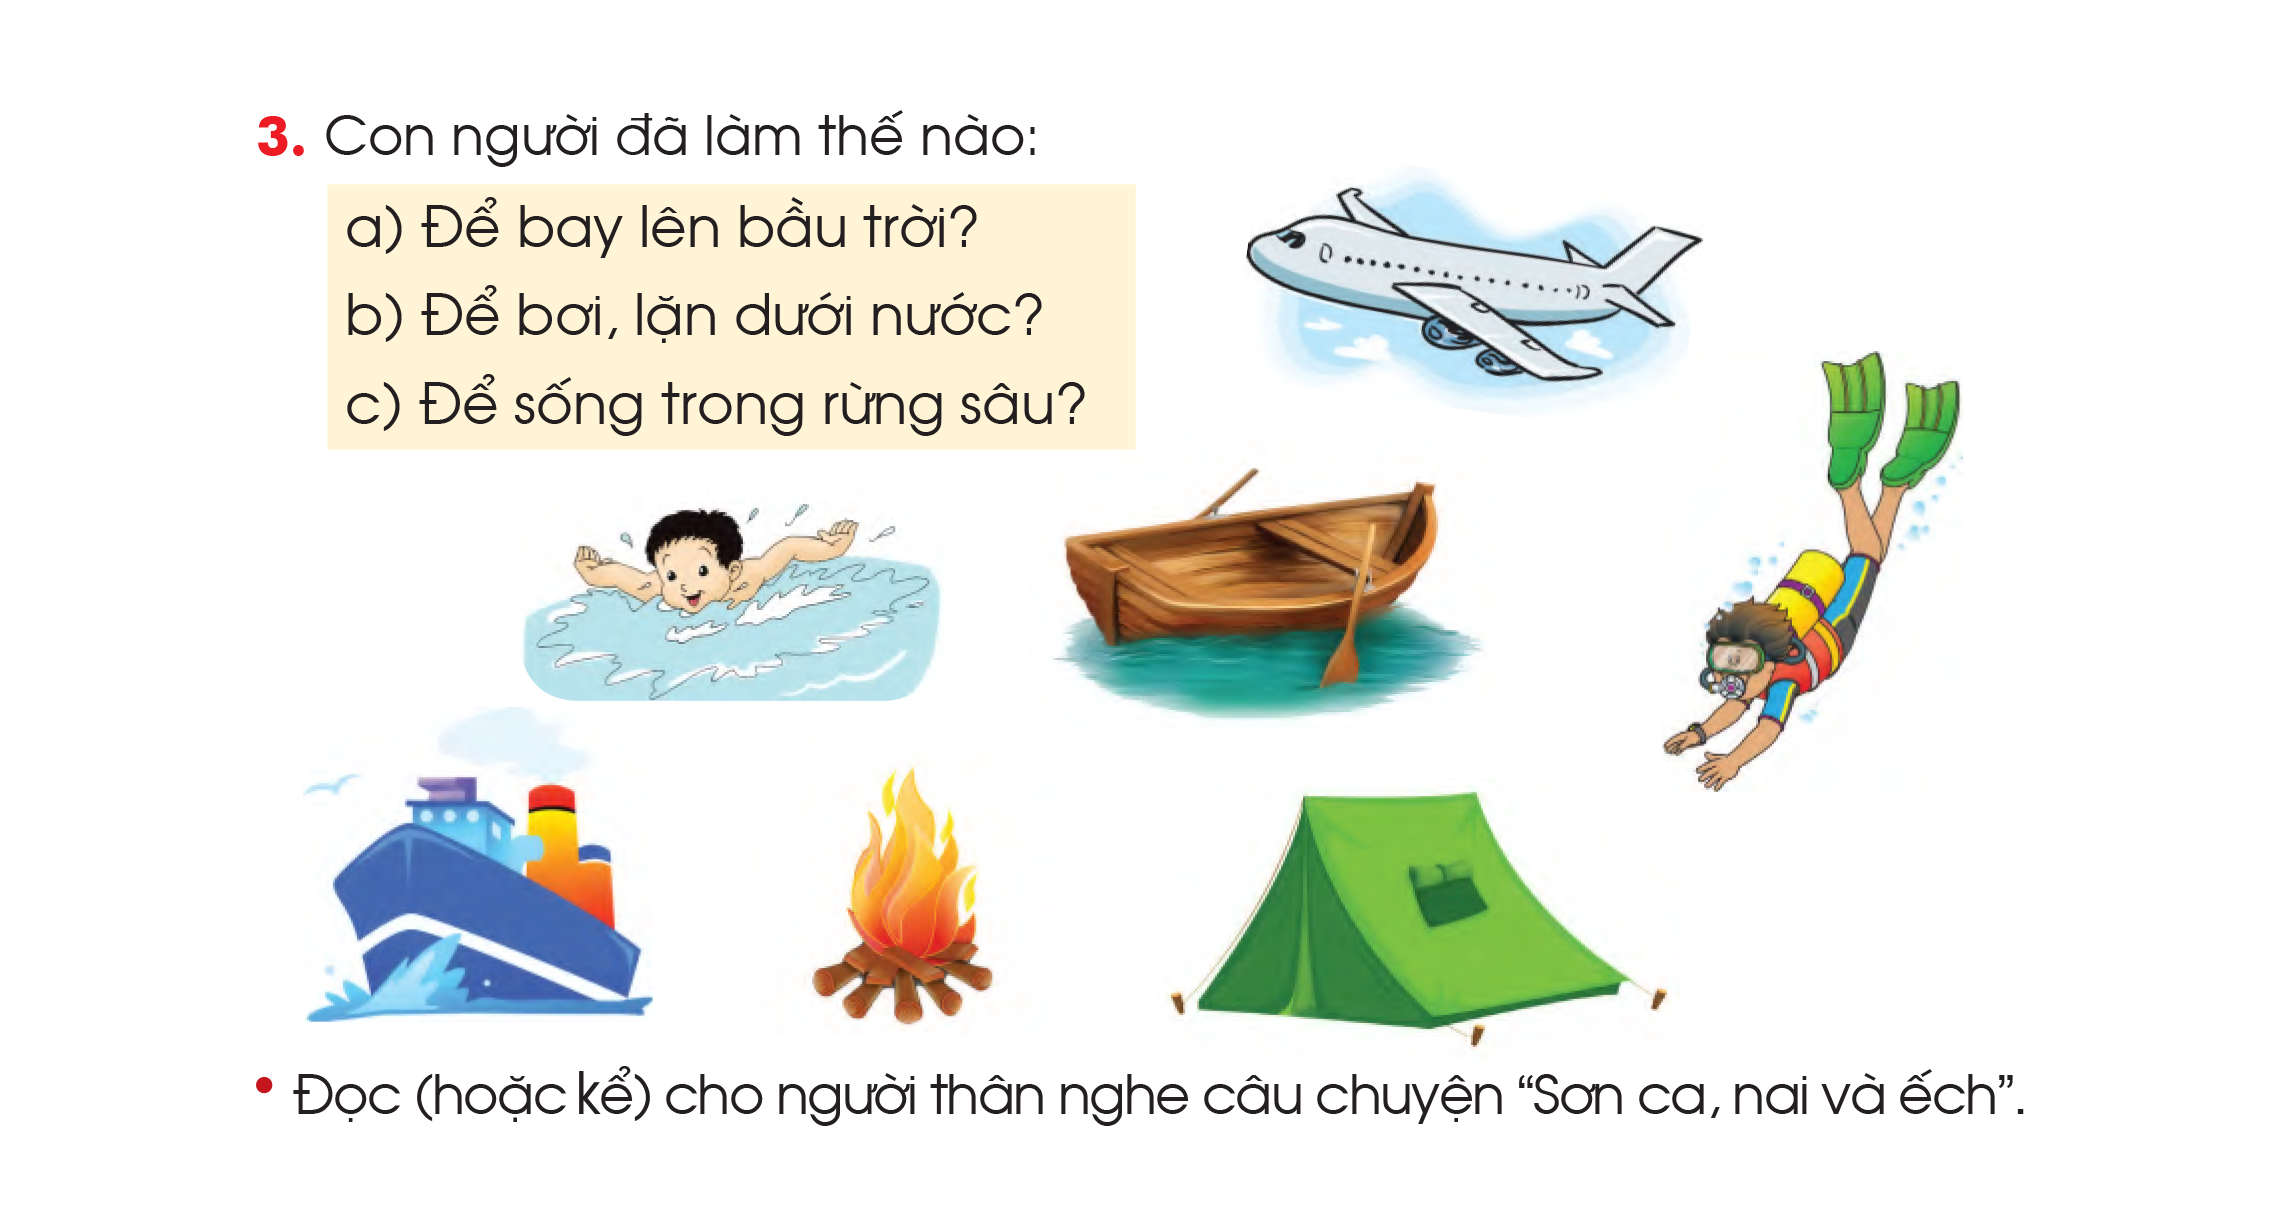 3. Con người đã làm thế nào:
a) Để bay lên bầu trời?
b) Để bơi, lặn dưới nước?
c) Để sống trong rừng sâu?
• Đọc (hoặc kể) cho người thân nghe câu chuyện “Sơn ca, nai và ếch”.